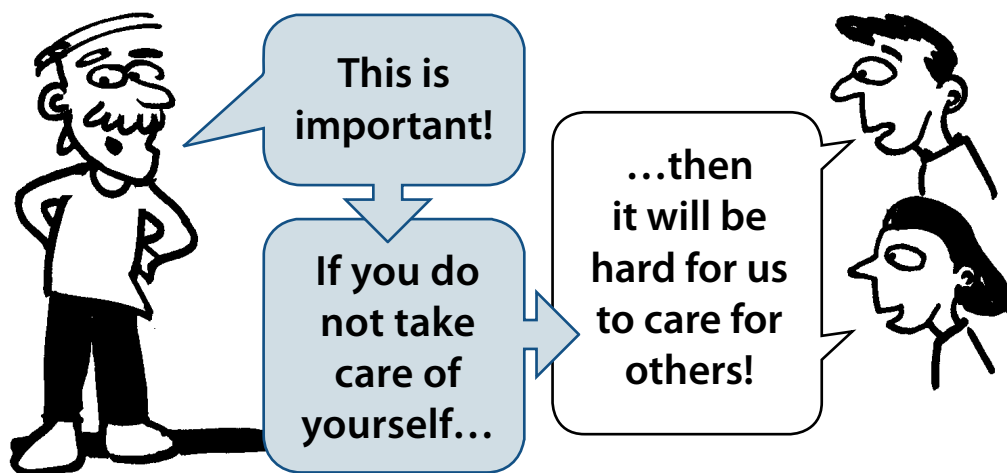 This is
important!
If you do
not take
care of
yourself…
…then
it will be
hard for us
to care for
others!